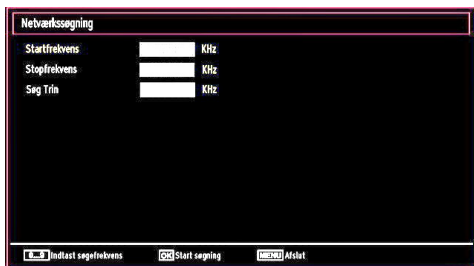 Netværkssøgning
Startfrekvens KHz
Stopfrekvens KHz
Søg Trin KHz
0...9 Indtast søgefrekvens OK Start søgning MENU Afslut